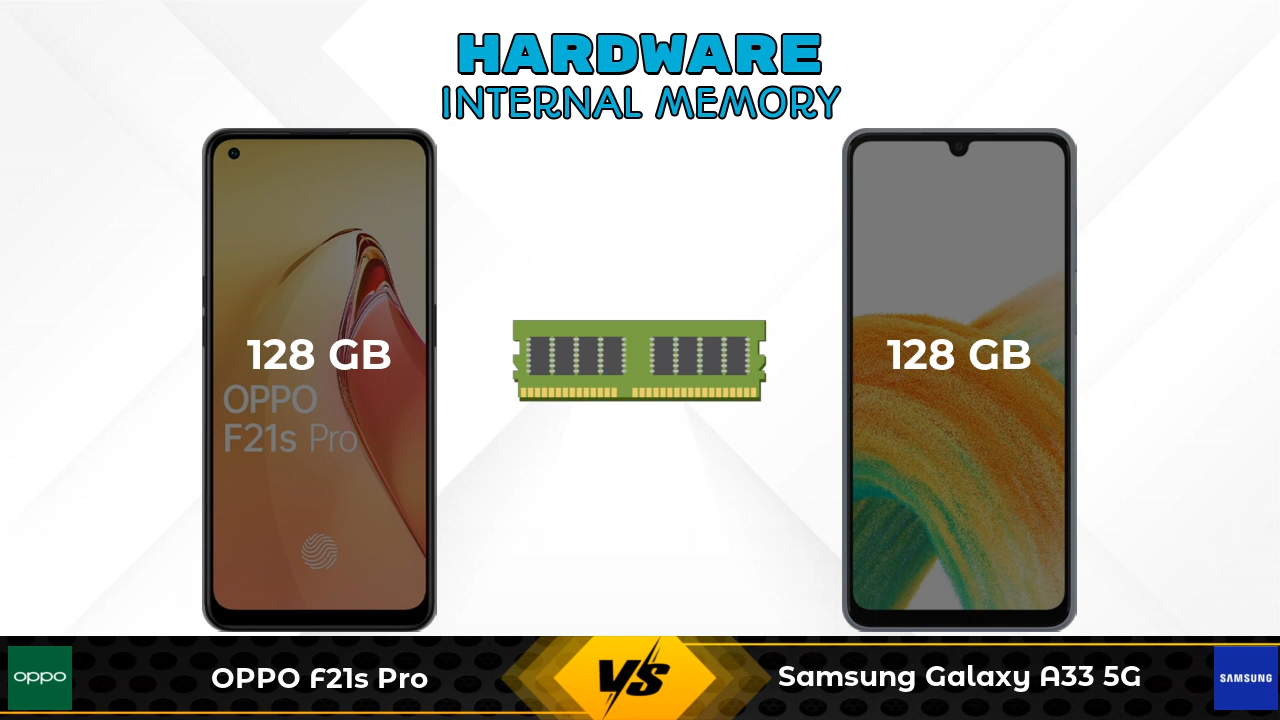 HARDWARE
INTERNAL MEMORY
128 GB
OPPO
F21s Pro
128 GB
oppo
OPPO F21s Pro
VS
Samsung Galaxy A33 5G
SAMSUNG